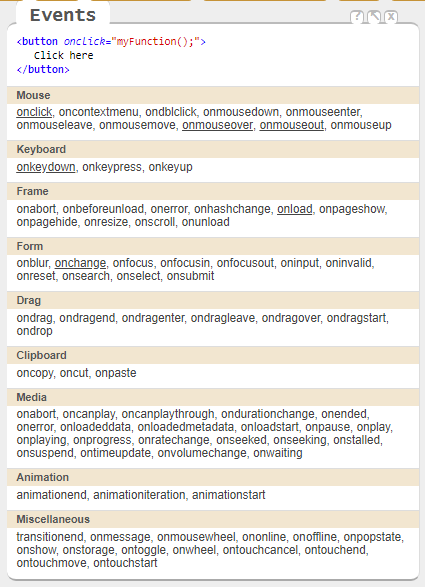 Events
? x
<button onclick="myFunction();">
Click here
</button>
Mouse
onclick, oncontextmenu, ondblclick, onmousedown, onmouseenter,
onmouseleave, onmousemove, onmouseover, onmouseout, onmouseup
Keyboard
onkeydown, onkeypress, onkeyup
Frame
onabort, onbeforeunload, onerror, onhashchange, onload, onpageshow,
onpagehide, onresize, onscroll, onunload
Form
onblur, onchange, onfocus, onfocusin, onfocusout, oninput, oninvalid,
onreset, onsearch, onselect, onsubmit
Drag
ondrag, ondragend, ondragenter, ondragleave, ondragover, ondragstart,
ondrop
Clipboard
oncopy, oncut, onpaste
Media
onabort, oncanplay, oncanplaythrough, ondurationchange, onended,
onerror, onloadeddata, onloadedmetadata, onloadstart, onpause, onplay,
onplaying, onprogress, onratechange, onseeked, onseeking, onstalled,
onsuspend, ontimeupdate, onvolumechange, onwaiting
Animation
animationend, animationiteration, animationstart
Miscellaneous
transitionend, onmessage, onmousewheel, ononline, onoffline, onpopstate,
onshow, onstorage, ontoggle, onwheel, ontouchcancel, ontouchend,
ontouchmove, ontouchstart